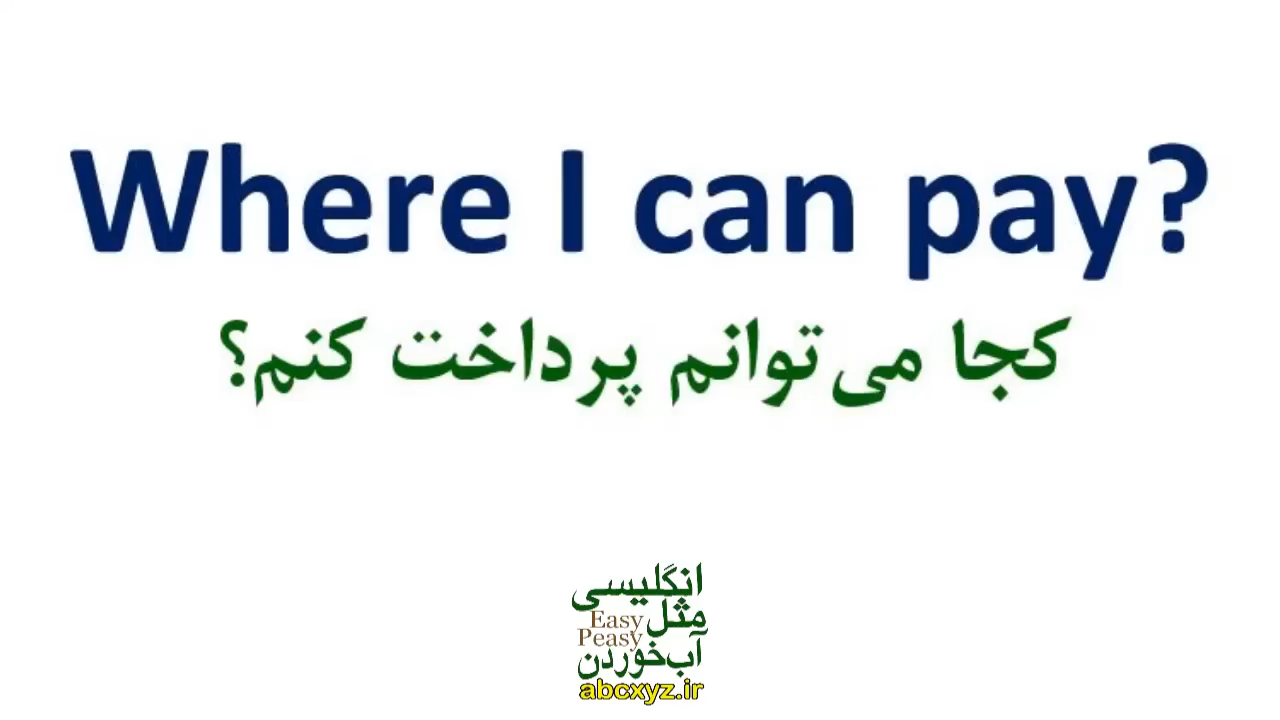 Where I can pay?
کجا می‌توانم پرداخت کنم؟
انگلیسی
مثل
Easy
Peasy
آب‌خوردن
abcxyz.ir